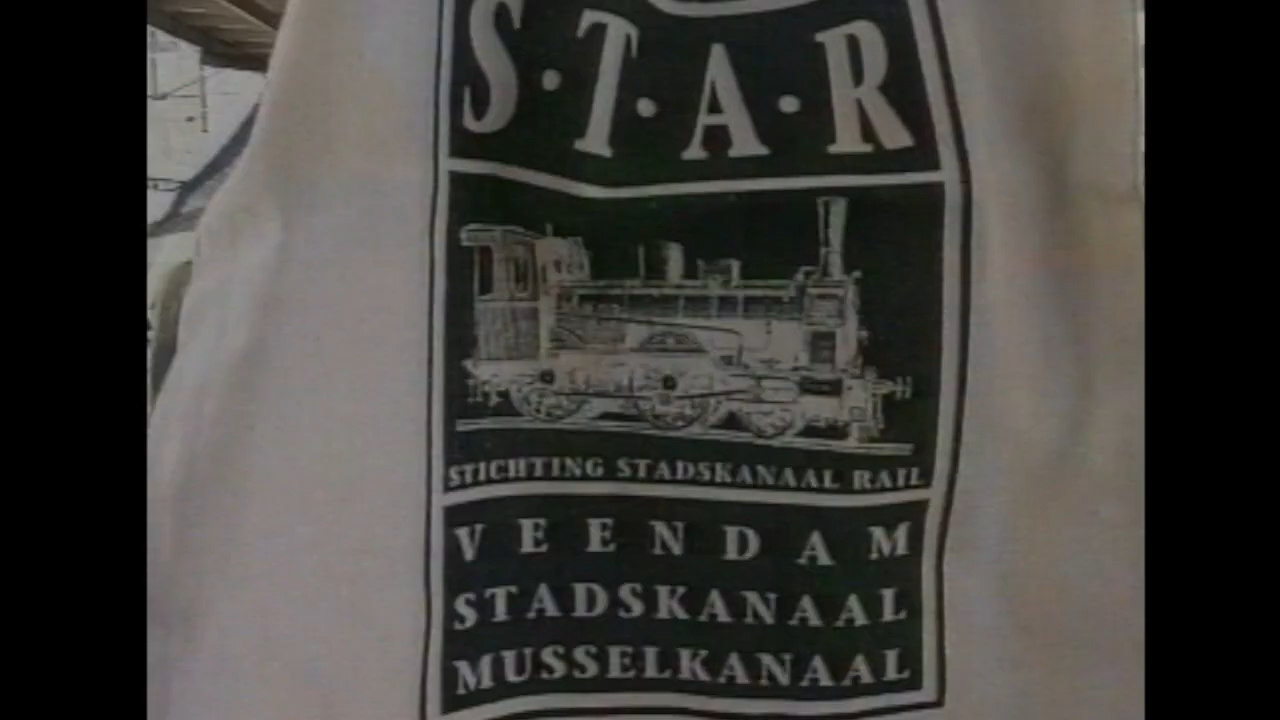 S·T·A·R
STICHTING STADSKANAAL RAIL
VEENDAM
STADSKANAAL
MUSSELKANAAL